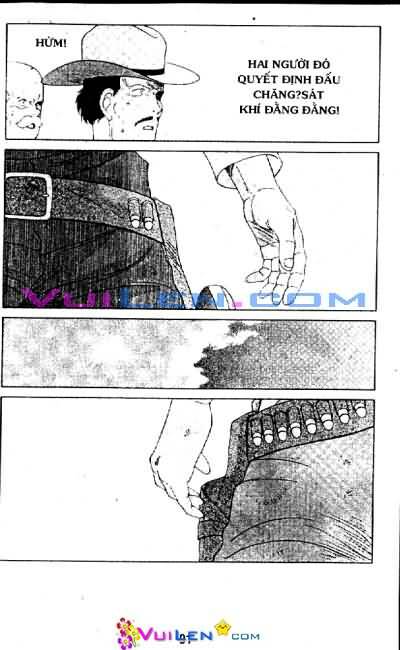 HỪM!
HAI NGƯỜI ĐÓ
QUYẾT ĐỊNH ĐẤU
CHĂNG?SÁT
KHÍ ĐẰNG ĐẰNG!
VUILEN.COM
VUILEN.COM